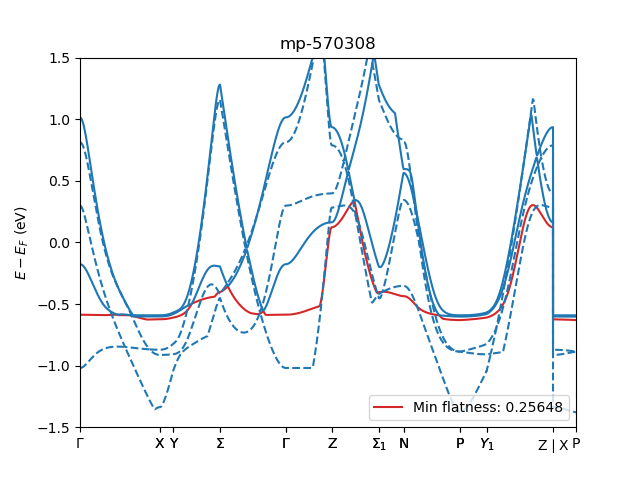 mp-570308
E − E_F (eV)
1.5
1.0
0.5
0.0
−0.5
−1.0
−1.5
Min flatness: 0.25648
Γ X Y Σ Γ Z Σ₁ N P Y₁ Z | X P